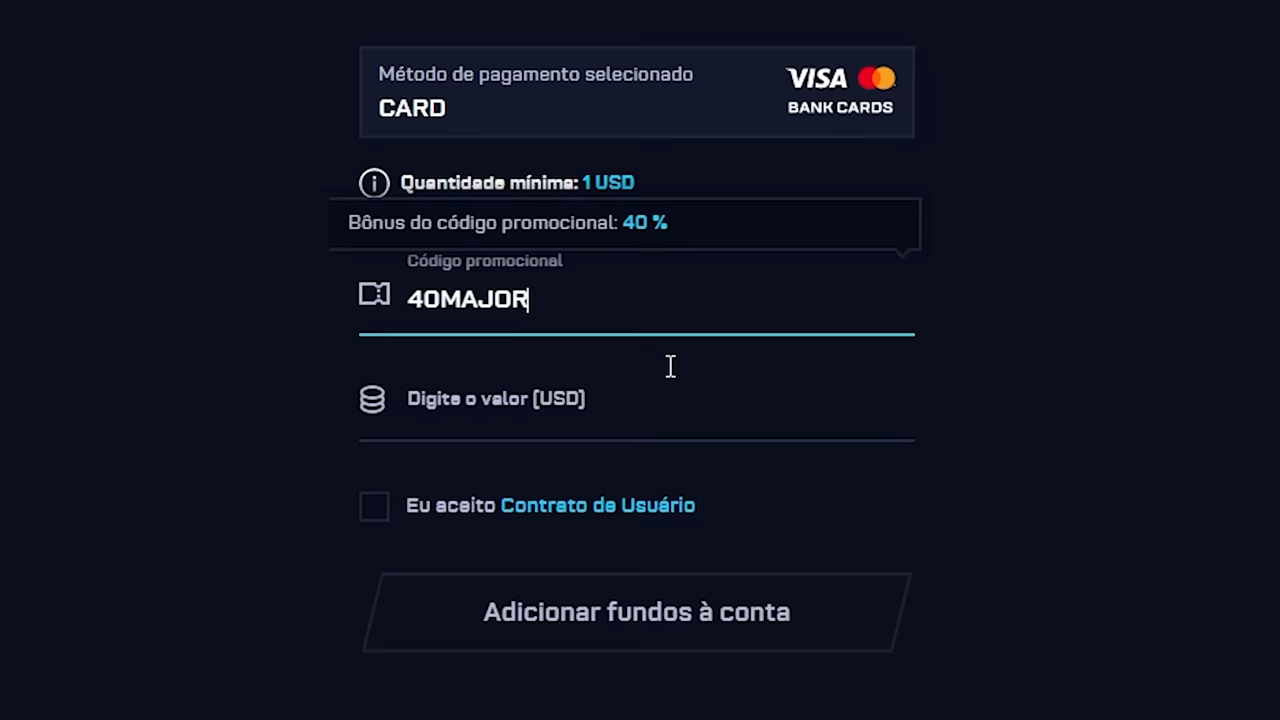 Método de pagamento selecionado
CARD
VISA
BANK CARDS
Quantidade mínima: 1 USD
Bônus do código promocional: 40 %
Código promocional
40MAJOR
Digite o valor (USD)
Eu aceito Contrato de Usuário
Adicionar fundos à conta